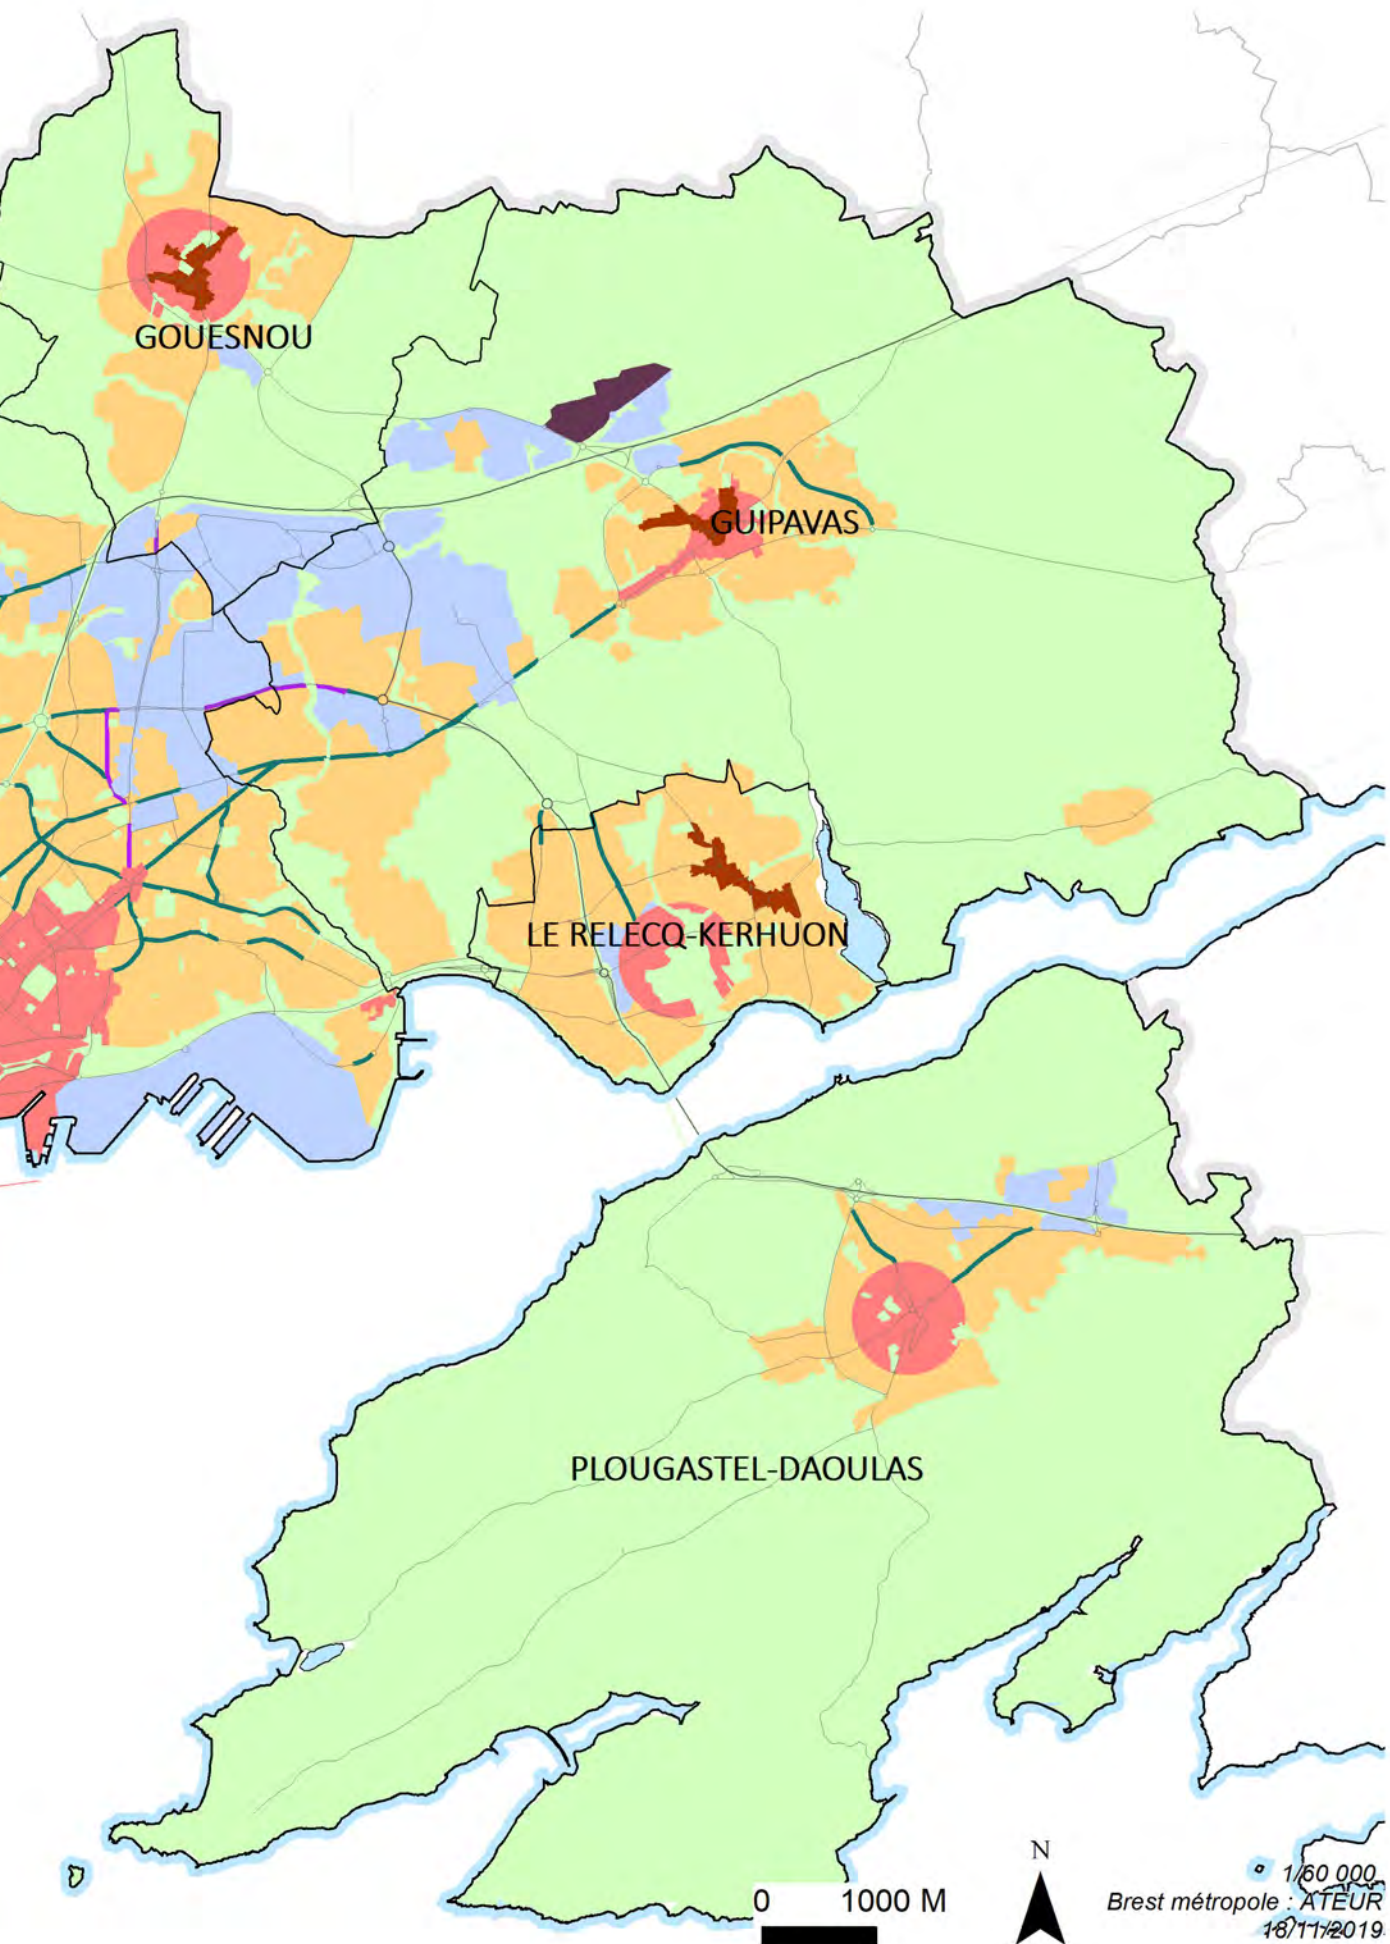 GOUESNOU
GUIPAVAS
LE RELECQ-KERHUON
PLOUGASTEL-DAOULAS
N
0 1000 M
1/60 000
Brest métropole : ATEUR
18/11/2019